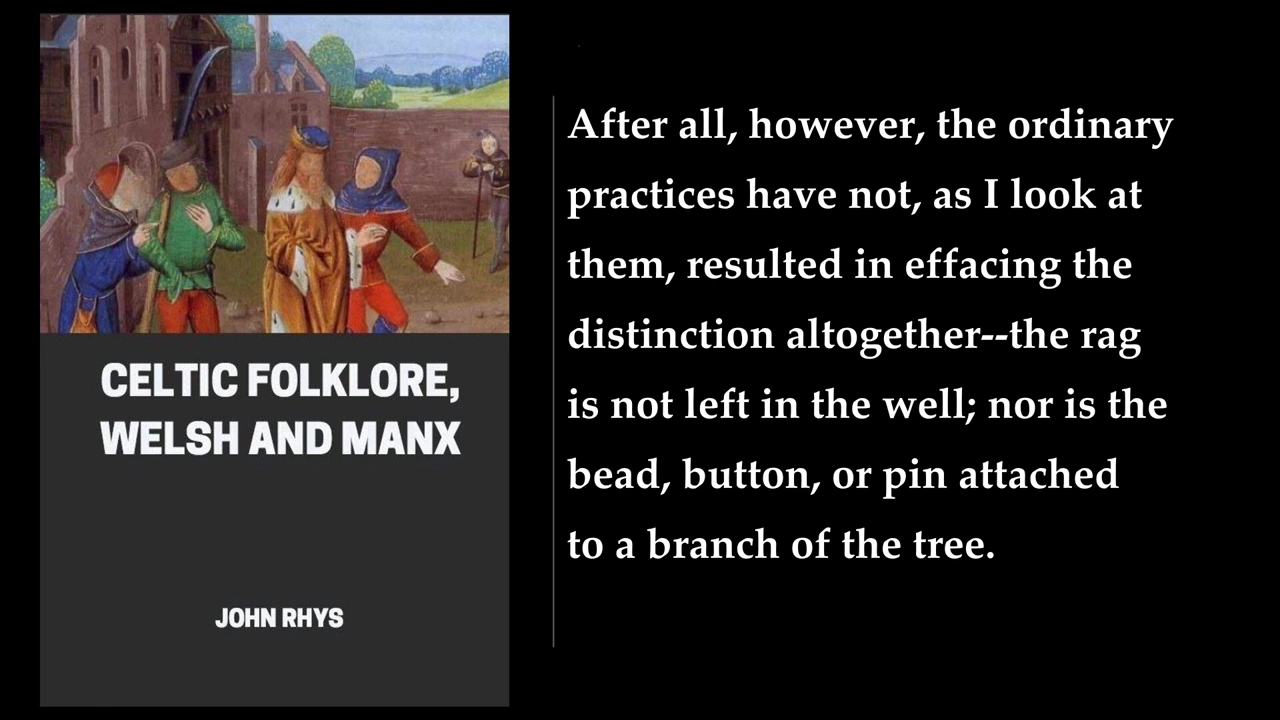 CELTIC FOLKLORE,
WELSH AND MANX
JOHN RHYS
After all, however, the ordinary
practices have not, as I look at
them, resulted in effacing the
distinction altogether--the rag
is not left in the well; nor is the
bead, button, or pin attached
to a branch of the tree.